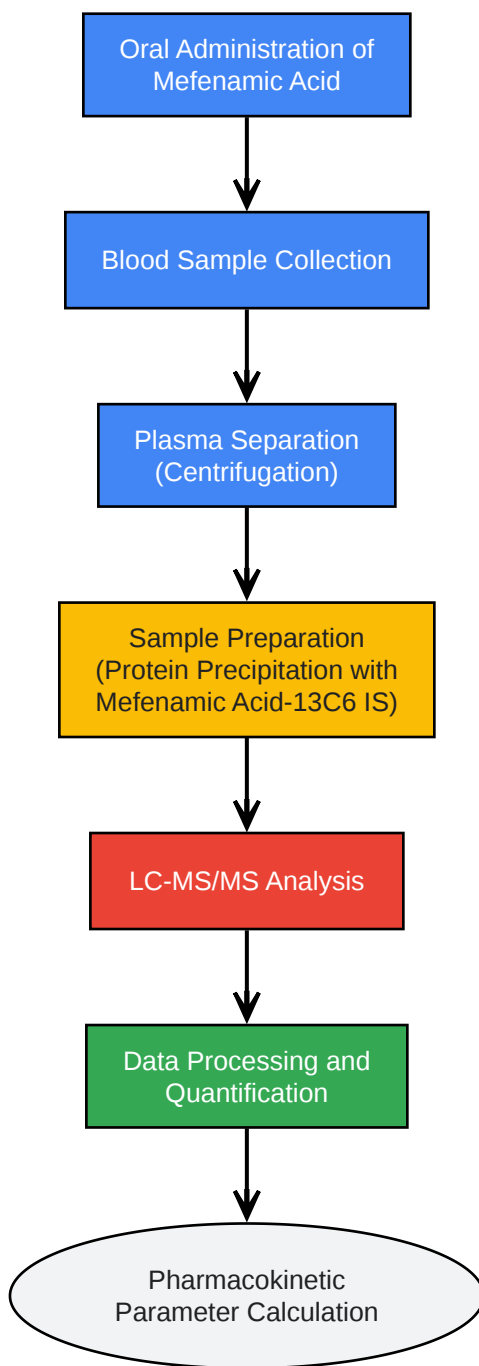 Oral Administration of
Mefenamic Acid
Blood Sample Collection
Plasma Separation
(Centrifugation)
Sample Preparation
(Protein Precipitation with
Mefenamic Acid-13C6 IS)
LC-MS/MS Analysis
Data Processing and
Quantification
Pharmacokinetic
Parameter Calculation